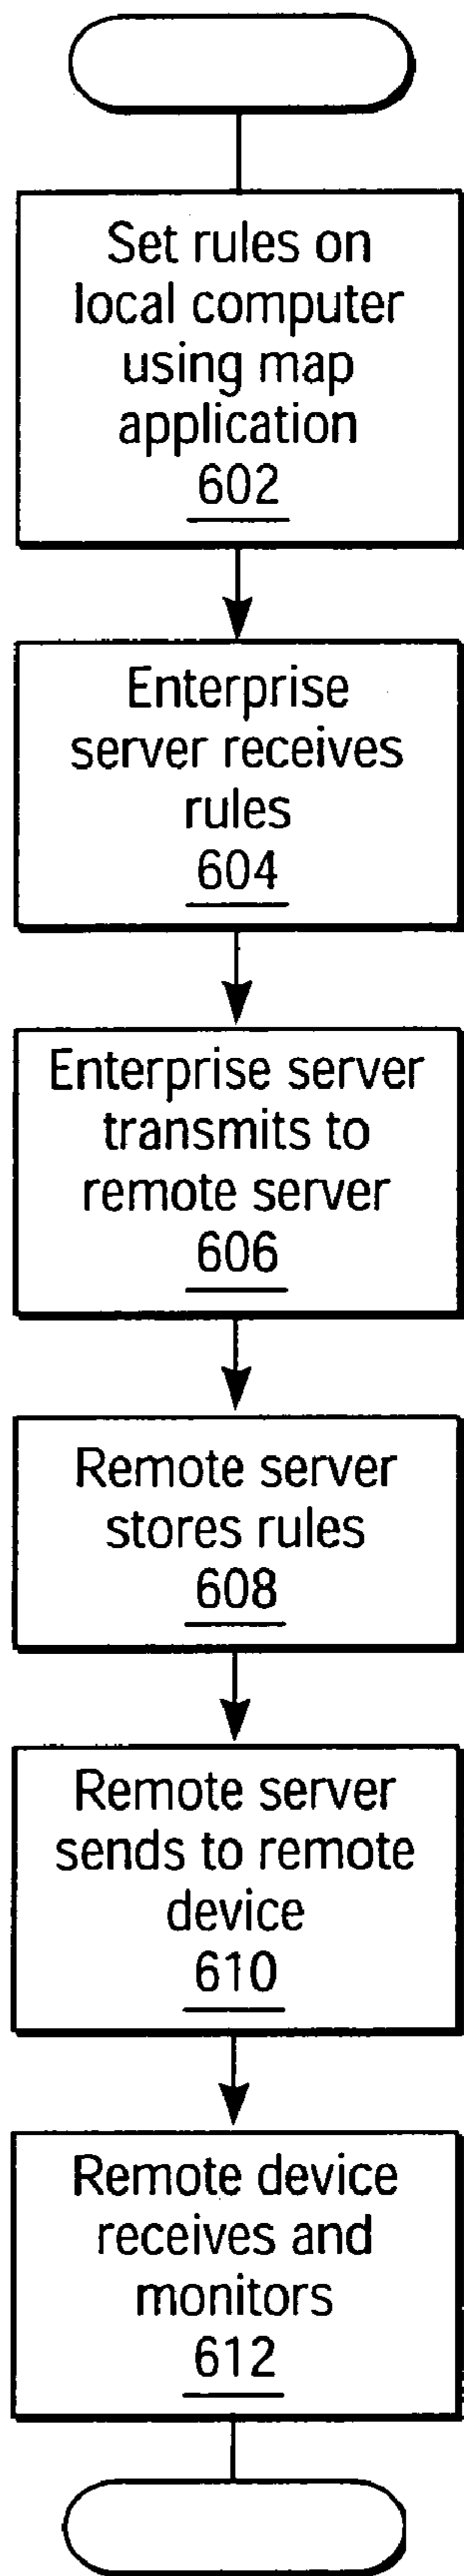 Set rules on
local computer
using map
application
602
Enterprise
server receives
rules
604
Enterprise server
transmits to
remote server
606
Remote server
stores rules
608
Remote server
sends to remote
device
610
Remote device
receives and
monitors
612